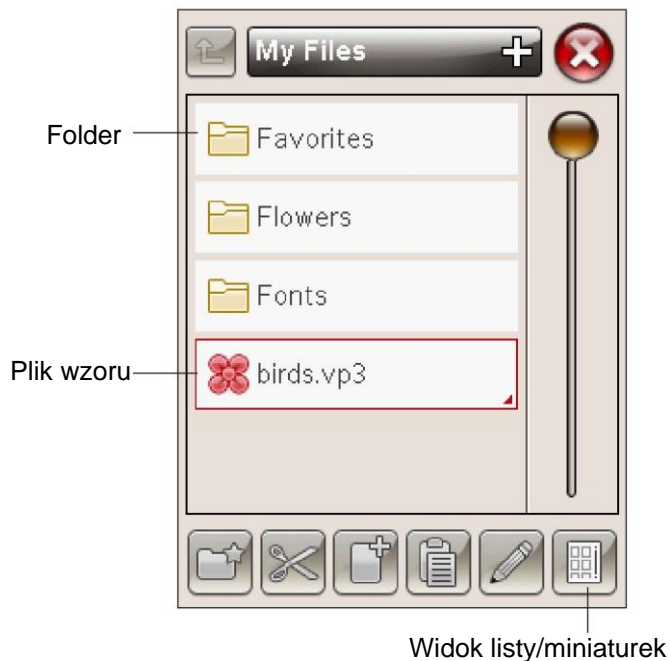 My Files
Folder
Favorites
Flowers
Fonts
Plik wzoru
birds.vp3
Widok listy/miniaturek